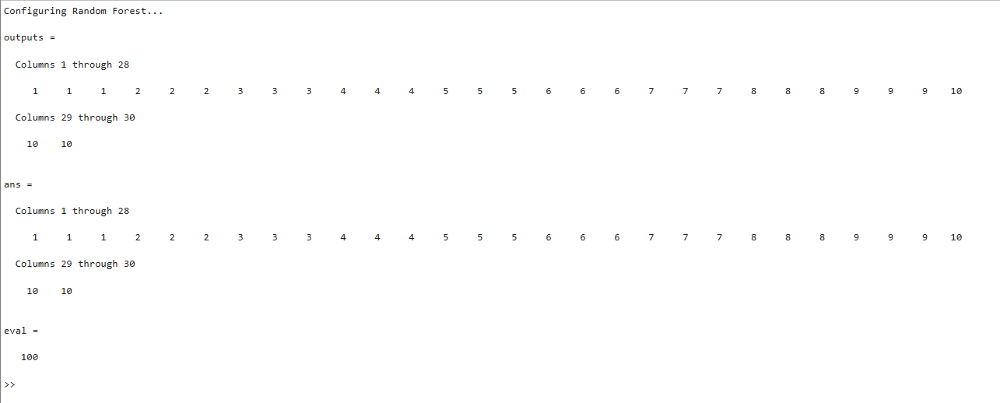 Configuring Random Forest...
outputs =
Columns 1 through 28
1 1 1 2 2 2 3 3 3 4 4 4 5 5 5 6 6 6 7 7 7 8 8 8 9 9 9 10
Columns 29 through 30
10 10
ans =
Columns 1 through 28
1 1 1 2 2 2 3 3 3 4 4 4 5 5 5 6 6 6 7 7 7 8 8 8 9 9 9 10
Columns 29 through 30
10 10
eval =
100
>>